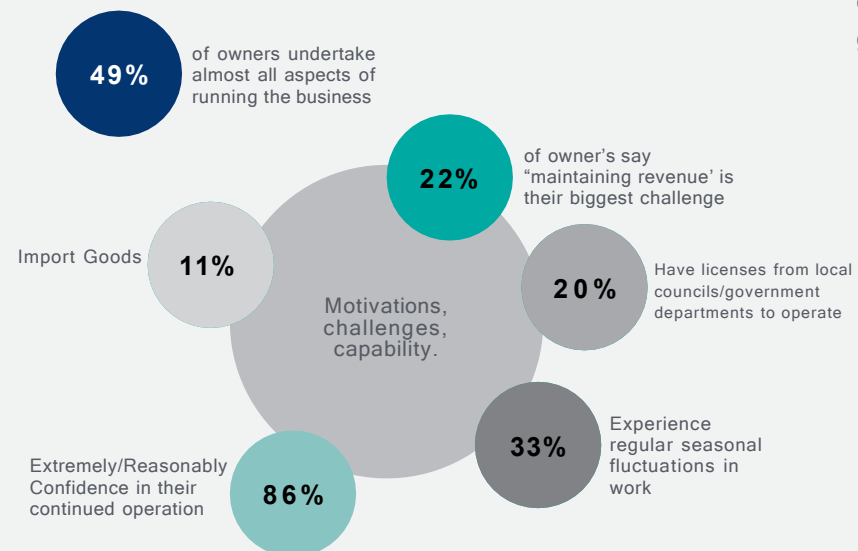 49%
of owners undertake
almost all aspects of
running the business
22%
of owner's say
“maintaining revenue’ is
their biggest challenge
Import Goods
11%
20%
Have licenses from local
councils/government
departments to operate
Motivations,
challenges,
capability.
33%
Experience
regular seasonal
fluctuations in
work
Extremely/Reasonably
Confidence in their
continued operation
86%